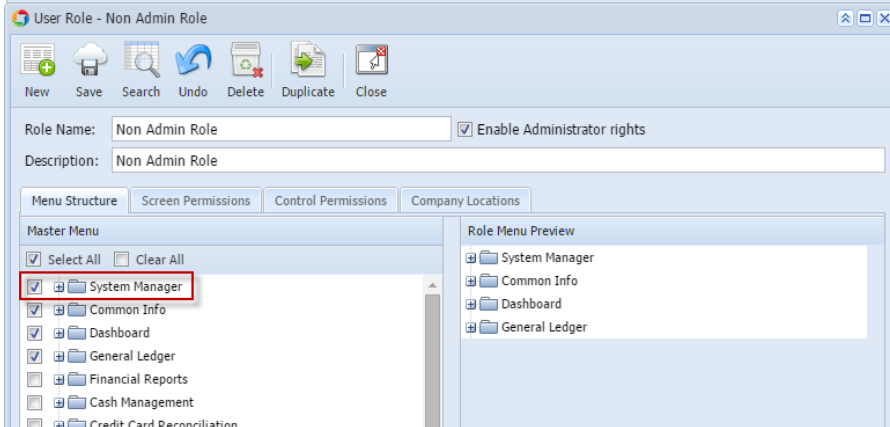 User Role - Non Admin Role
New Save Search Undo Delete Duplicate Close
Role Name: Non Admin Role Enable Administrator rights
Description: Non Admin Role
Menu Structure Screen Permissions Control Permissions Company Locations
Master Menu Role Menu Preview
Select All Clear All
System Manager
Common Info
Dashboard
General Ledger
Financial Reports
Cash Management
Credit Card Reconciliation
System Manager
Common Info
Dashboard
General Ledger